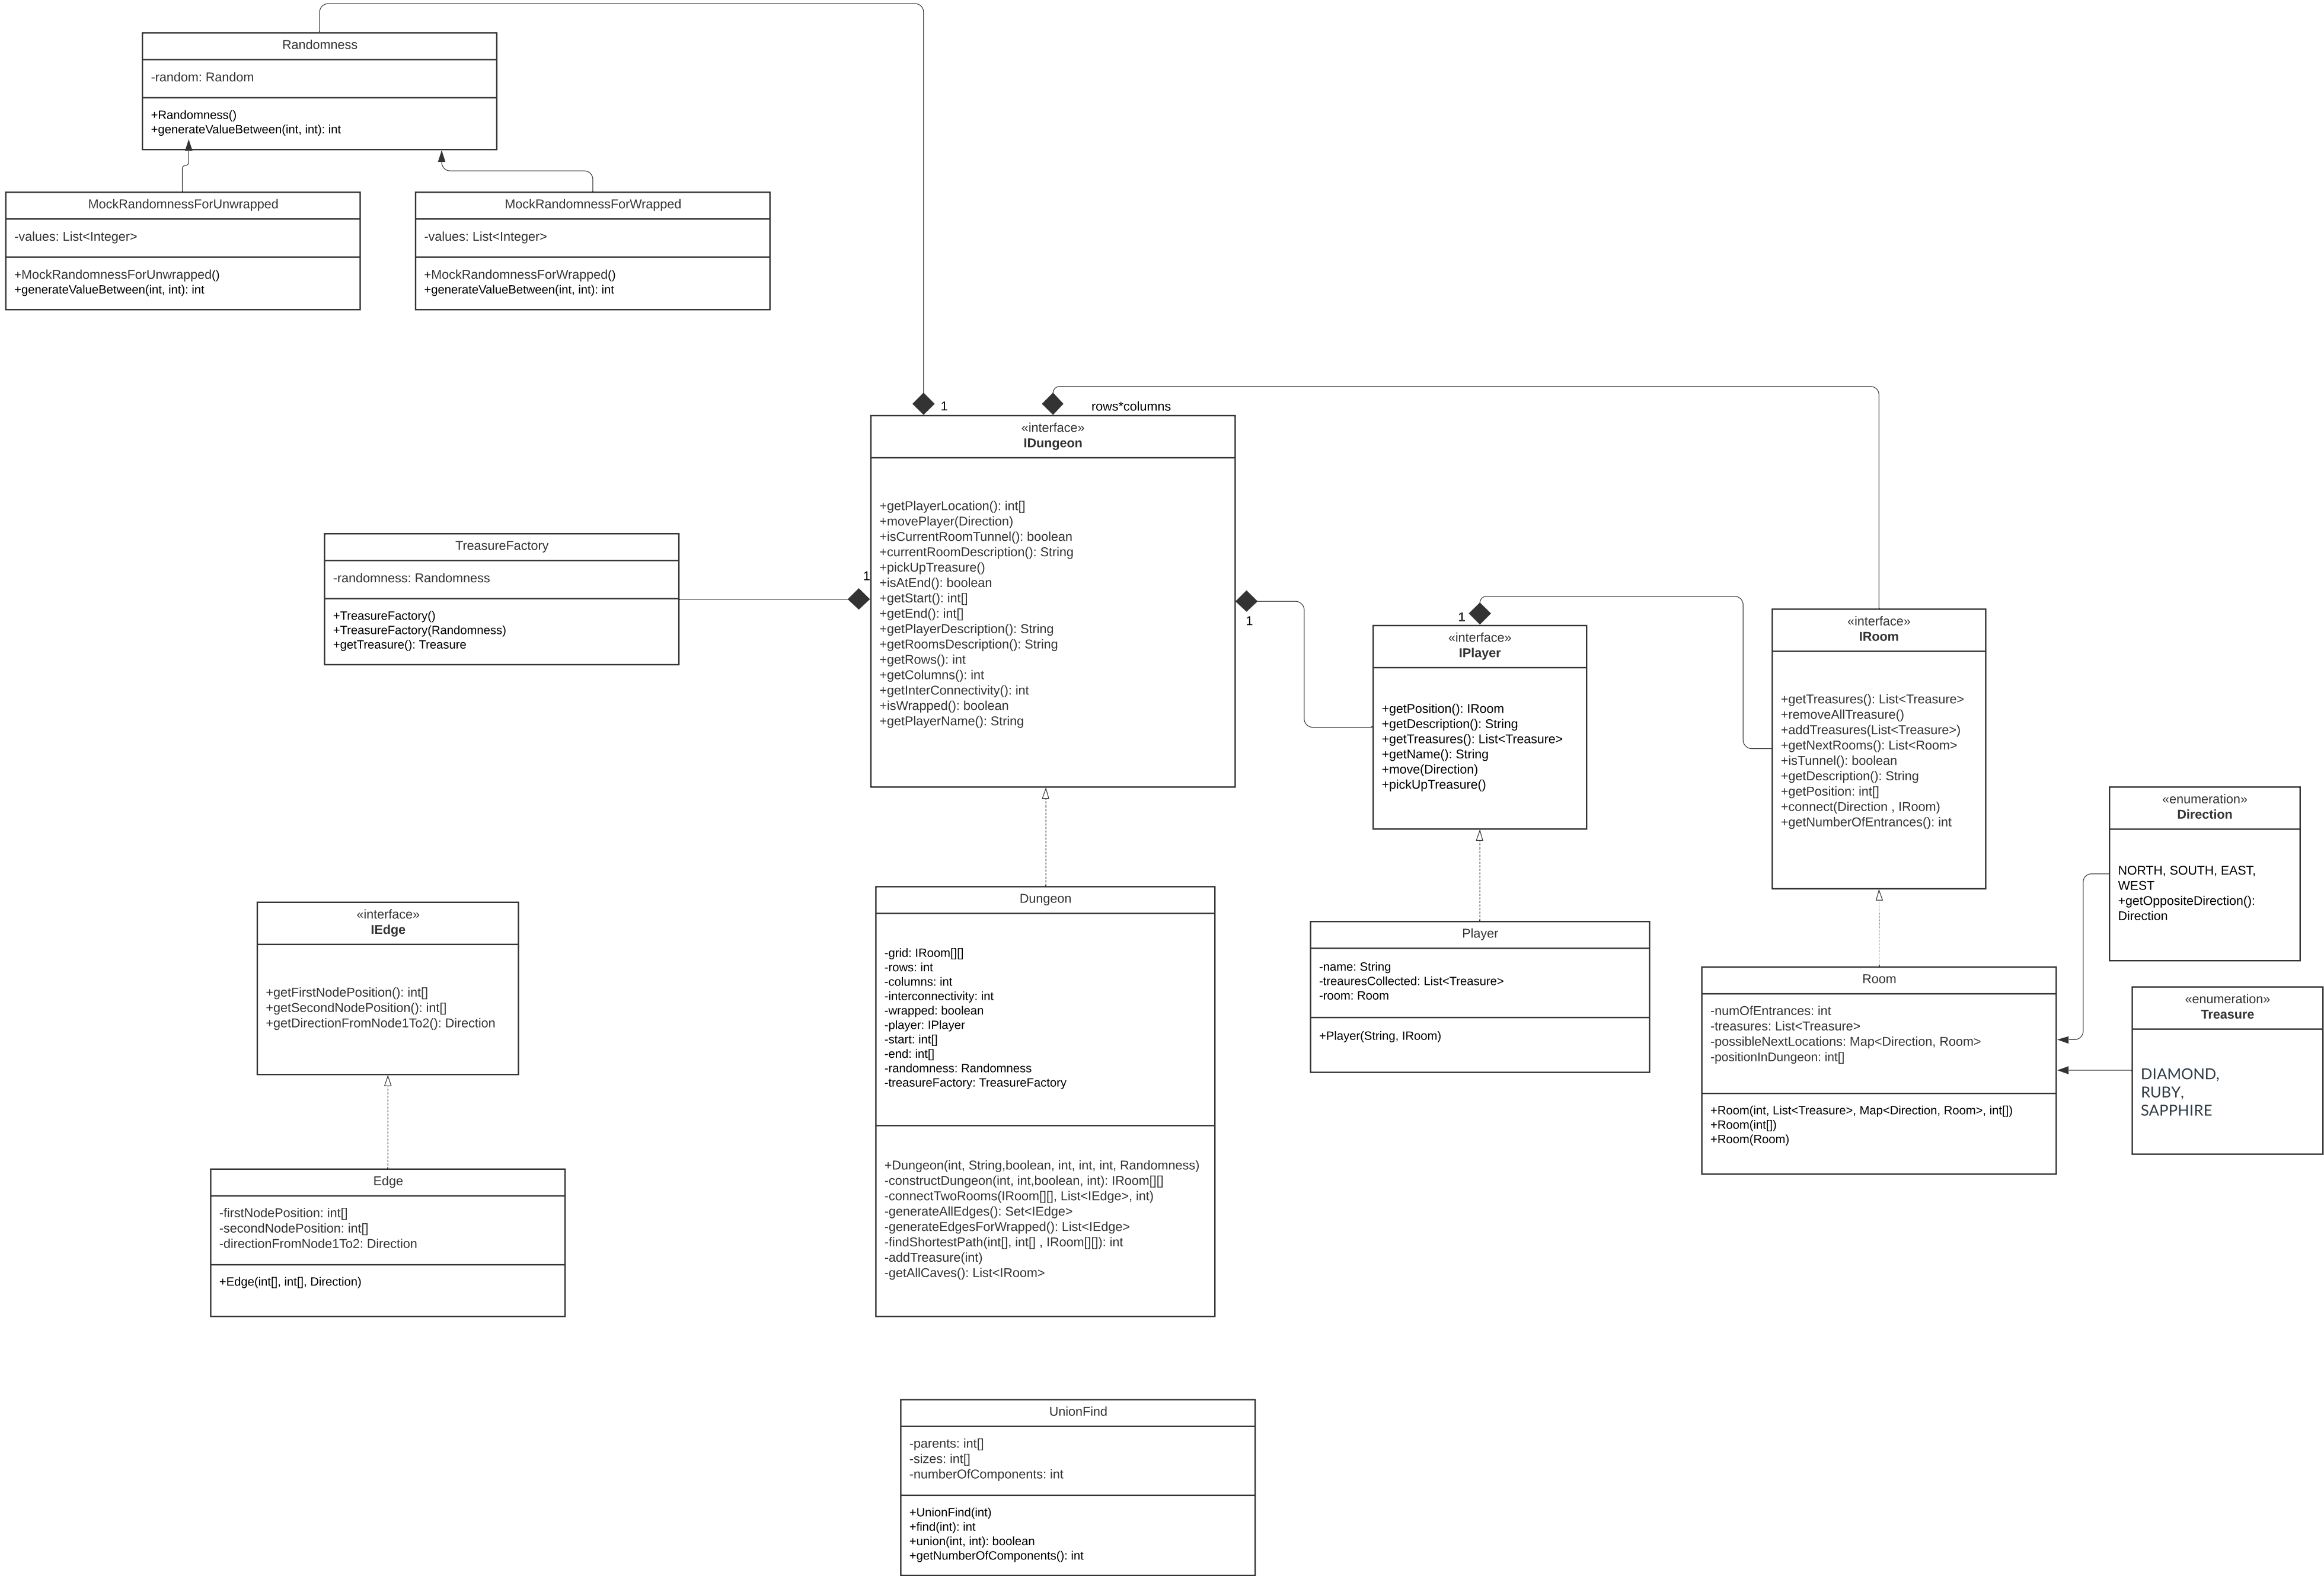 Randomness
-random: Random
+Randomness()
+generateValueBetween(int, int): int
MockRandomnessForUnwrapped
-values: List<Integer>
+MockRandomnessForUnwrapped()
+generateValueBetween(int, int): int
MockRandomnessForWrapped
-values: List<Integer>
+MockRandomnessForWrapped()
+generateValueBetween(int, int): int
1
rows*columns
«interface»
IDungeon
+getPlayerLocation(): int[]
+movePlayer(Direction)
+isCurrentRoomTunnel(): boolean
+currentRoomDescription(): String
+pickUpTreasure()
+isAtEnd(): boolean
+getStart(): int[]
+getEnd(): int[]
+getPlayerDescription(): String
+getRoomsDescription(): String
+getRows(): int
+getColumns(): int
+getInterConnectivity(): int
+isWrapped(): boolean
+getPlayerName(): String
TreasureFactory
-randomness: Randomness
+TreasureFactory()
+TreasureFactory(Randomness)
+getTreasure(): Treasure
1
1
1
«interface»
IPlayer
+getPosition(): IRoom
+getDescription(): String
+getTreasures(): List<Treasure>
+getName(): String
+move(Direction)
+pickUpTreasure()
«interface»
IRoom
+getTreasures(): List<Treasure>
+removeAllTreasure()
+addTreasures(List<Treasure>)
+getNextRooms(): List<Room>
+isTunnel(): boolean
+getDescription(): String
+getPosition: int[]
+connect(Direction , IRoom)
+getNumberOfEntrances(): int
«enumeration»
Direction
NORTH, SOUTH, EAST,
WEST
+getOppositeDirection():
Direction
«interface»
IEdge
+getFirstNodePosition(): int[]
+getSecondNodePosition(): int[]
+getDirectionFromNode1To2(): Direction
Dungeon
-grid: IRoom[][]
-rows: int
-columns: int
-interconnectivity: int
-wrapped: boolean
-player: IPlayer
-start: int[]
-end: int[]
-randomness: Randomness
-treasureFactory: TreasureFactory
+Dungeon(int, String,boolean, int, int, int, Randomness)
-constructDungeon(int, int,boolean, int): IRoom[][]
-connectTwoRooms(IRoom[][], List<IEdge>, int)
-generateAllEdges(): Set<IEdge>
-generateEdgesForWrapped(): List<IEdge>
-findShortestPath(int[], int[] , IRoom[][]): int
-addTreasure(int)
-getAllCaves(): List<IRoom>
Player
-name: String
-treauresCollected: List<Treasure>
-room: Room
+Player(String, IRoom)
Room
-numOfEntrances: int
-treasures: List<Treasure>
-possibleNextLocations: Map<Direction, Room>
-positionInDungeon: int[]
+Room(int, List<Treasure>, Map<Direction, Room>, int[])
+Room(int[])
+Room(Room)
«enumeration»
Treasure
DIAMOND,
RUBY,
SAPPHIRE
Edge
-firstNodePosition: int[]
-secondNodePosition: int[]
-directionFromNode1To2: Direction
+Edge(int[], int[], Direction)
UnionFind
-parents: int[]
-sizes: int[]
-numberOfComponents: int
+UnionFind(int)
+find(int): int
+union(int, int): boolean
+getNumberOfComponents(): int